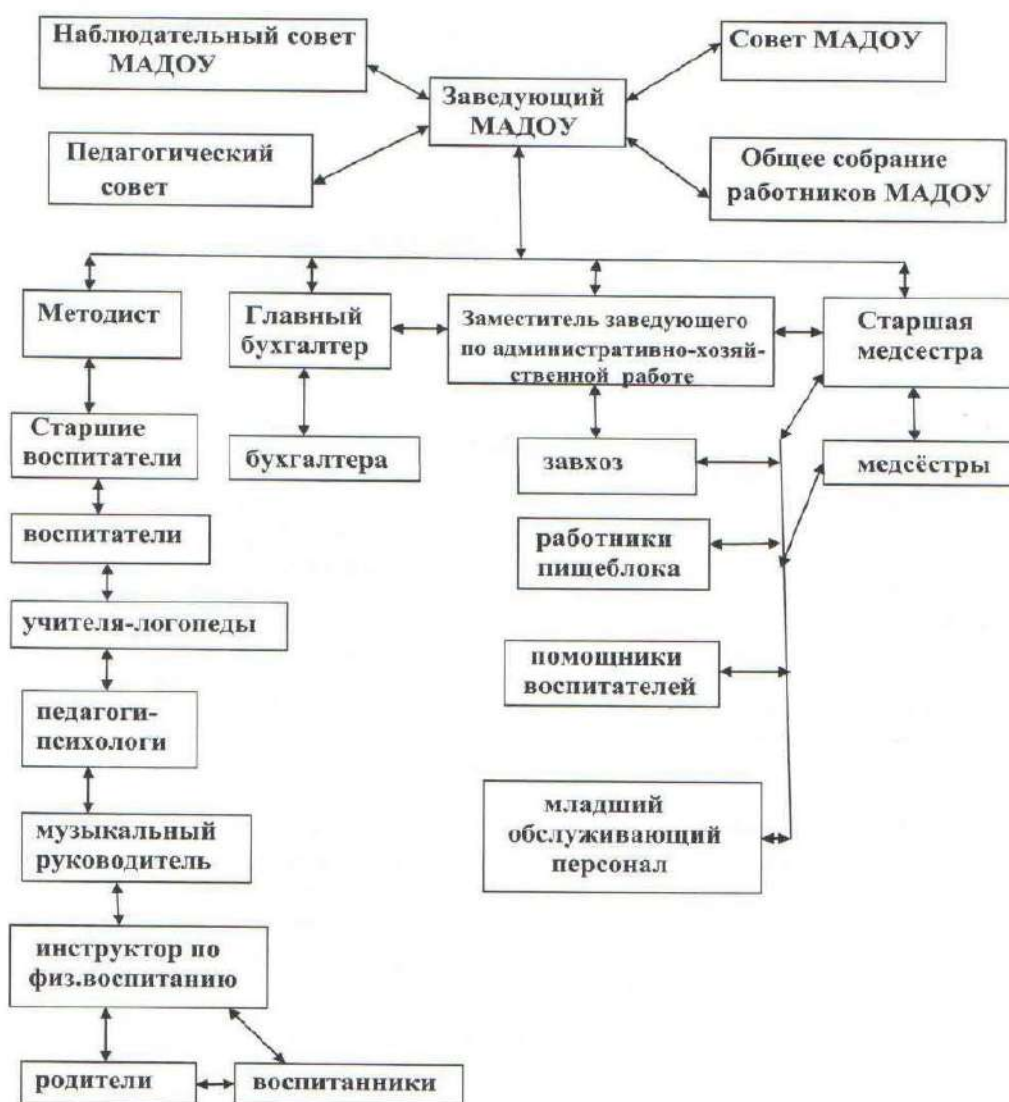 Наблюдательный совет
МАДОУ
Совет МАДОУ
Заведующий
МАДОУ
Педагогический
совет
Общее собрание
работников МАДОУ
Методист
Главный
бухгалтер
Заместитель заведующего
по административно-хозяй-
ственной работе
Старшая
медсестра
Старшие
воспитатели
бухгалтера
завхоз
медсёстры
воспитатели
работники
пищеблока
учителя-логопеды
помощники
воспитателей
педагоги-
психологи
музыкальный
руководитель
младший
обслуживающий
персонал
инструктор по
физ.воспитанию
родители
воспитанники